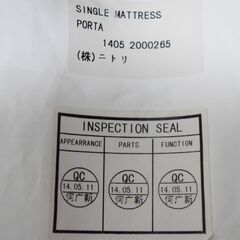 SINGLE MATTRESS
PORTA
1405 2000265
(株)ニトリ
INSPECTION SEAL
APPEARRANCE PARTS FUNCTION
QC QC QC
14.05.11 14.05.11 14.05.11
何广新 何广新 何广新